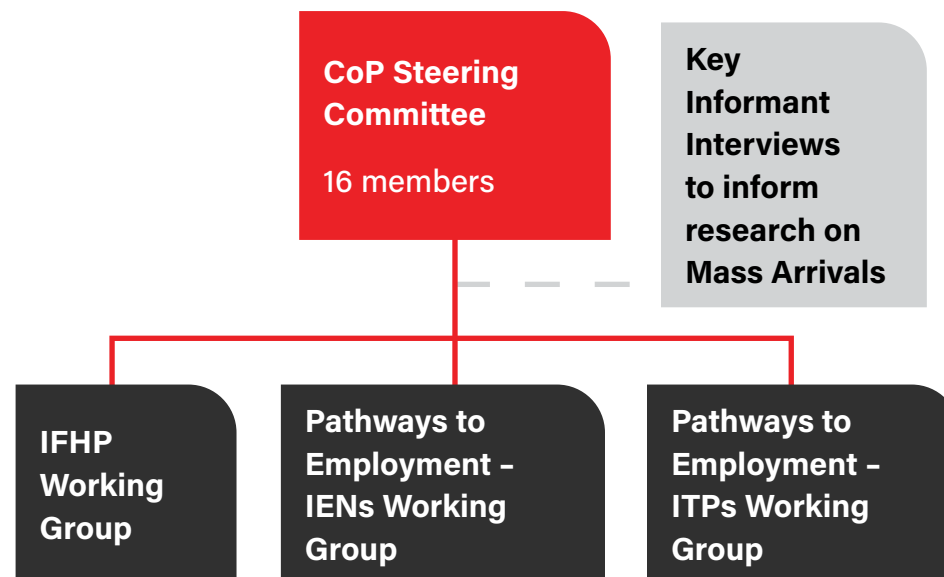 CoP Steering
Committee
16 members
Key
Informant
Interviews
to inform
research on
Mass Arrivals
IFHP
Working
Group
Pathways to
Employment –
IENs Working
Group
Pathways to
Employment –
ITPs Working
Group